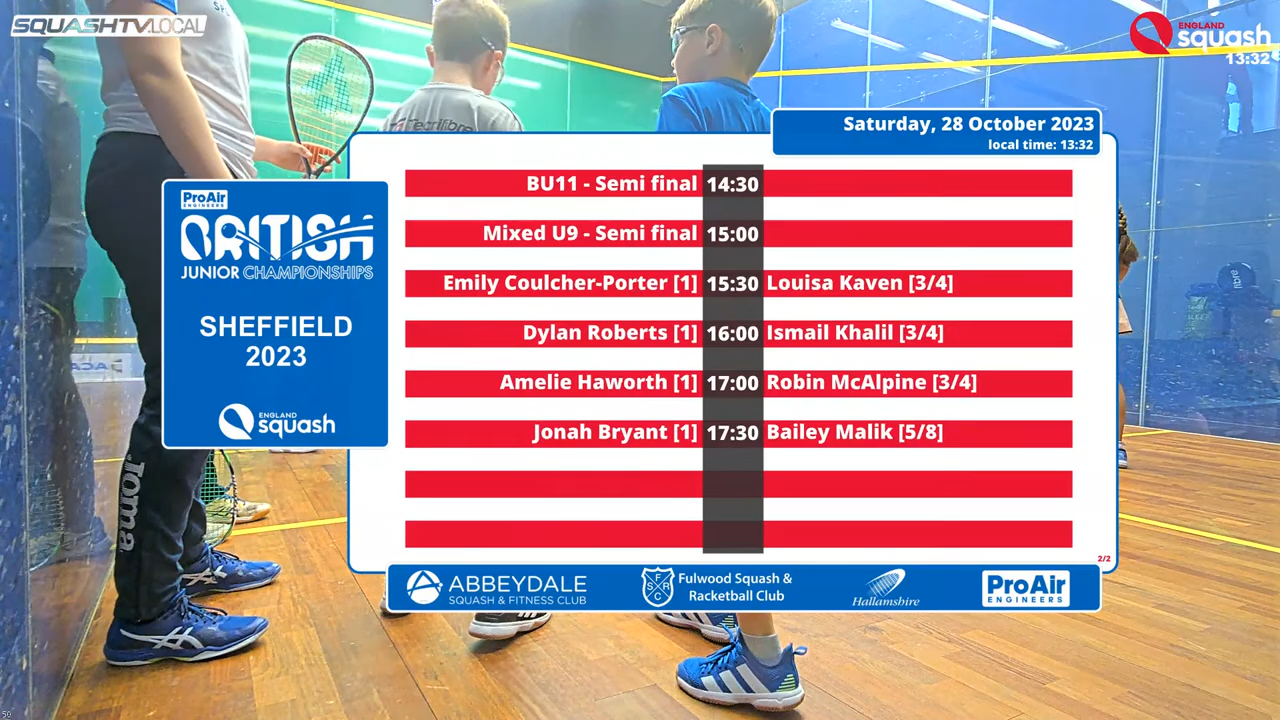 SQUASHTV.LOCAL
ENGLAND
squash
13:32
Tecnifibre
Saturday, 28 October 2023
local time: 13:32
ProAir
ENGINEERS
BRITISH
JUNIOR CHAMPIONSHIPS
SHEFFIELD
2023
ENGLAND
squash
BU11 - Semi final 14:30
Mixed U9 - Semi final 15:00
Emily Coulcher-Porter [1] 15:30 Louisa Kaven [3/4]
Dylan Roberts [1] 16:00 Ismail Khalil [3/4]
Amelie Haworth [1] 17:00 Robin McAlpine [3/4]
Jonah Bryant [1] 17:30 Bailey Malik [5/8]
2/2
Joma
ABBEYDALE
SQUASH & FITNESS CLUB
FSRC
Fulwood Squash &
Racketball Club
Hallamshire
ProAir
ENGINEERS
50